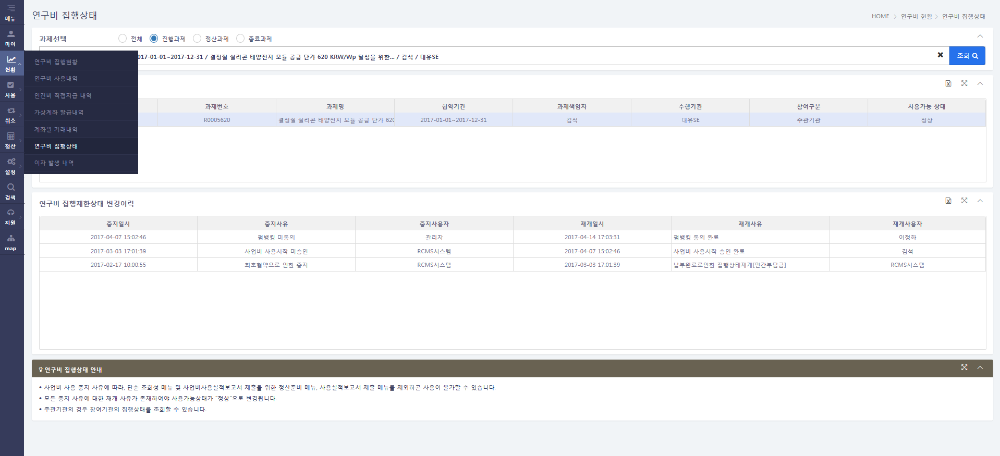 메뉴
마이
현황
사용
취소
정산
설정
검색
지원
map
연구비 집행현황
연구비 사용내역
인건비 직접지급 내역
가상계좌 발급내역
계좌별 거래내역
연구비 집행상태
이자 발생 내역
연구비 집행상태
HOME > 연구비 현황 > 연구비 집행상태
과제선택 전체 진행과제 정산과제 종료과제
017-01-01~2017-12-31 / 결정질 실리콘 태양전지 모듈 공급 단가 620 KRW/Wp 달성을 위한... / 김석 / 대유SE
조회
과제번호 과제명 협약기간 과제책임자 수행기관 참여구분 사용가능 상태
R0005620 결정질 실리콘 태양전지 모듈 공급 단가 620 2017-01-01~2017-12-31 김석 대유SE 주관기관 정상
연구비 집행제한상태 변경이력
중지일시 중지사유 중지사용자 재개일시 재개사유 재개사용자
2017-04-07 15:02:46 펌뱅킹 미동의 관리자 2017-04-14 17:03:31 펌뱅킹 동의 완료 이정화
2017-03-03 17:01:39 사업비 사용시작 미승인 RCMS시스템 2017-04-07 15:02:46 사업비 사용시작 승인 완료 김석
2017-02-17 10:00:55 최초협약으로 인한 중지 RCMS시스템 2017-03-03 17:01:39 납부완료로인한 집행상태재개[민간부담금] RCMS시스템
연구비 집행상태 안내
• 사업비 사용 중지 사유에 따라, 단순 조회성 메뉴 및 사업비사용실적보고서 제출을 위한 정산준비 메뉴, 사용실적보고서 제출 메뉴를 제외하곤 사용이 불가할 수 있습니다.
• 모든 중지 사유에 대한 재개 사유가 존재하여야 사용가능상태가 "정상"으로 변경됩니다.
• 주관기관의 경우 참여기관의 집행상태를 조회할 수 있습니다.